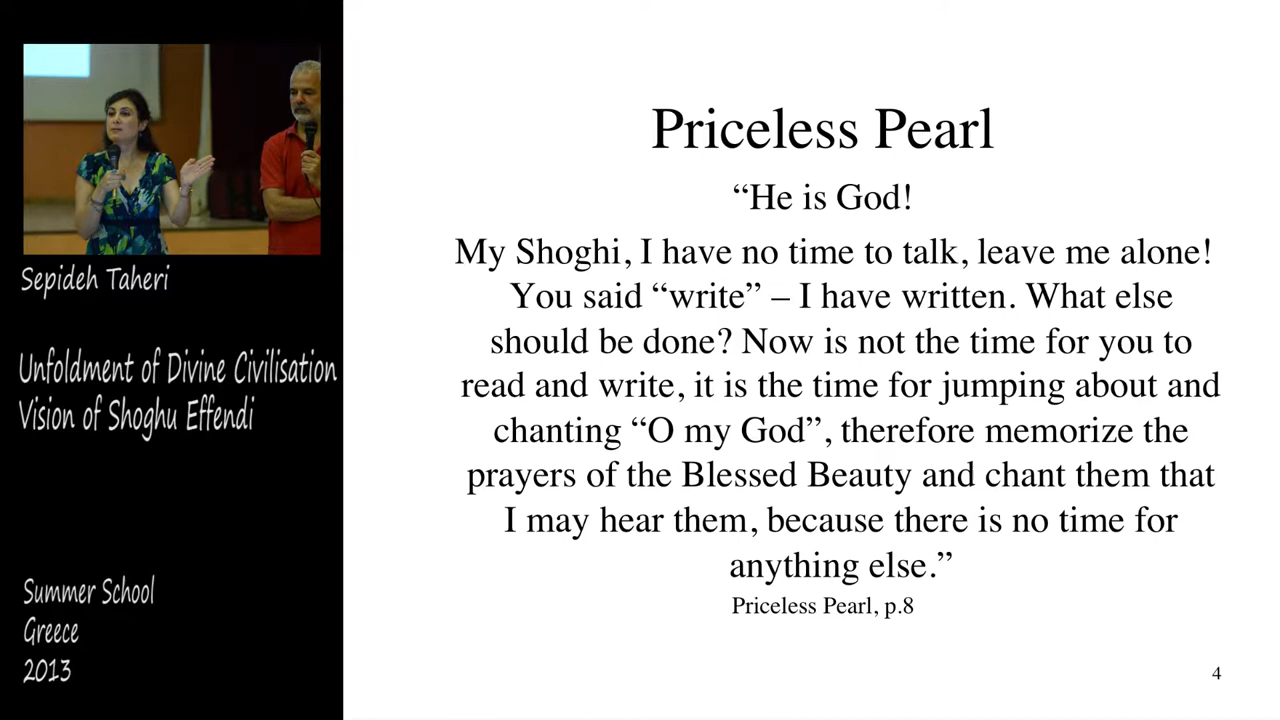 Sepideh Taheri
Unfoldment of Divine Civilisation
Vision of Shoghu Effendi
Summer School
Greece
2013
Priceless Pearl
“He is God!
My Shoghi, I have no time to talk, leave me alone!
You said “write” – I have written. What else
should be done? Now is not the time for you to
read and write, it is the time for jumping about and
chanting “O my God”, therefore memorize the
prayers of the Blessed Beauty and chant them that
I may hear them, because there is no time for
anything else.”
Priceless Pearl, p.8
4